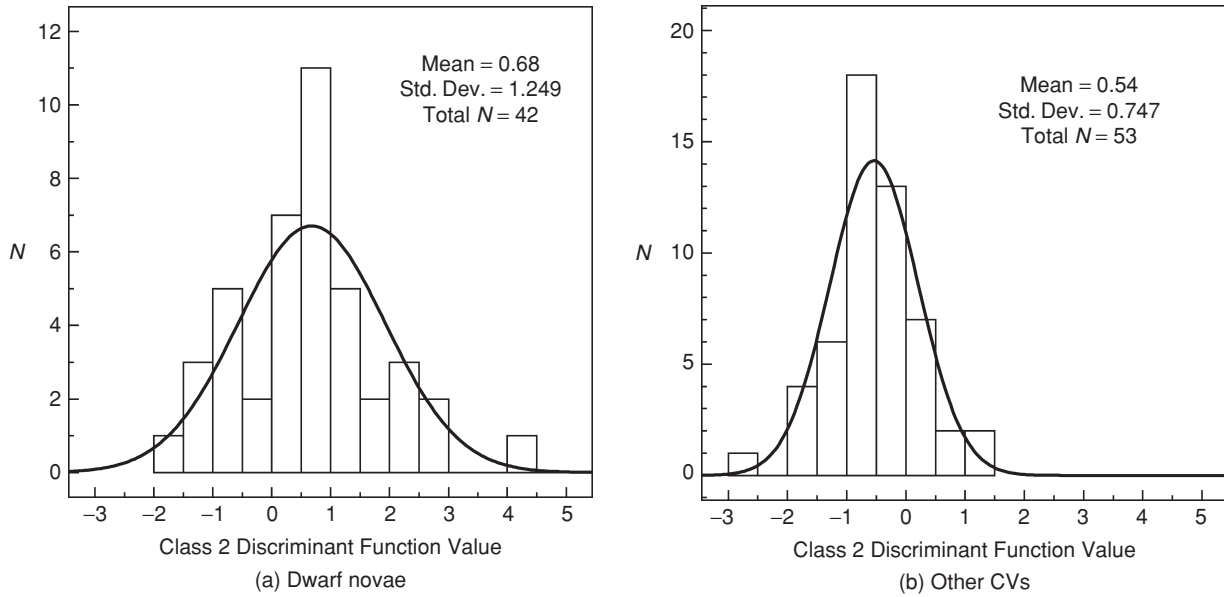 12
10
8
6
4
2
0
N
Mean = 0.68
Std. Dev. = 1.249
Total N = 42
–3 –2 –1 0 1 2 3 4 5
Class 2 Discriminant Function Value
(a) Dwarf novae
20
15
10
5
0
N
Mean = 0.54
Std. Dev. = 0.747
Total N = 53
–3 –2 –1 0 1 2 3 4 5
Class 2 Discriminant Function Value
(b) Other CVs